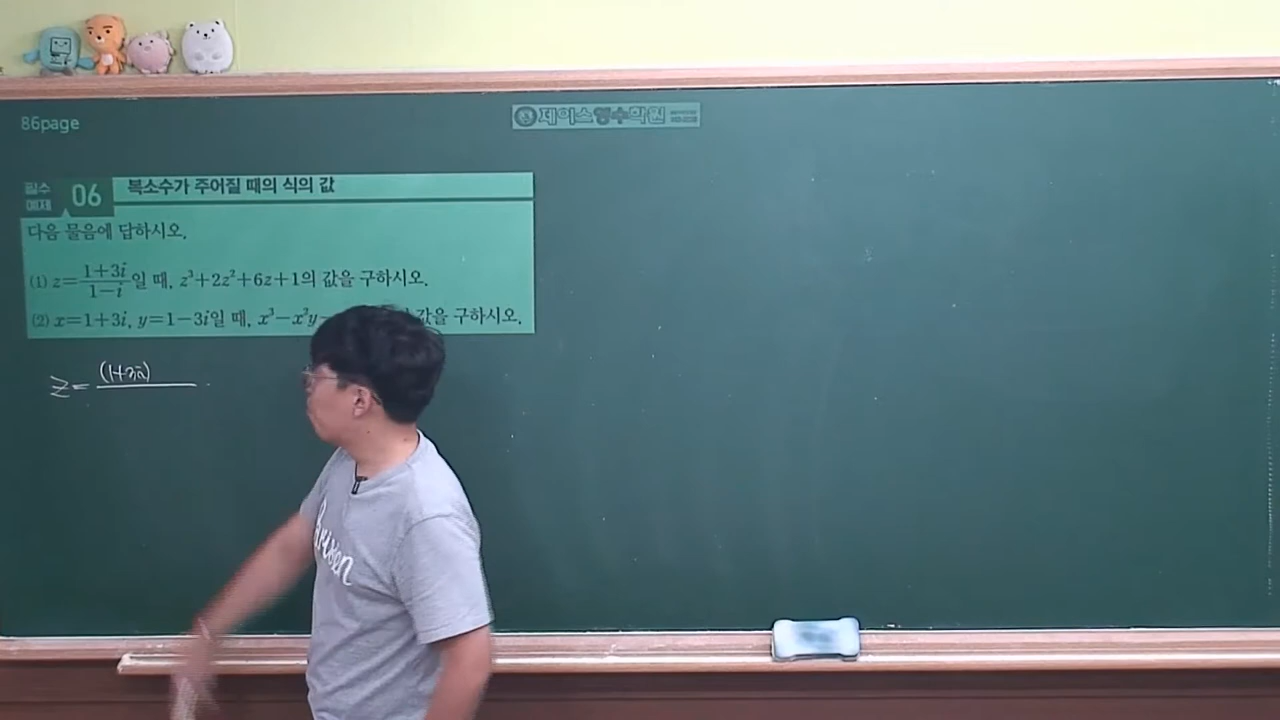 86page
제이스영수학원
필수 예제 06 복소수가 주어질 때의 식의 값
다음 물음에 답하시오.
(1) z=\frac{1+3i}{1-i}일 때, z³+2z²+6z+1의 값을 구하시오.
(2) x=1+3i, y=1-3i일 때, x³-x²y- 값을 구하시오.
z= (1+3i)